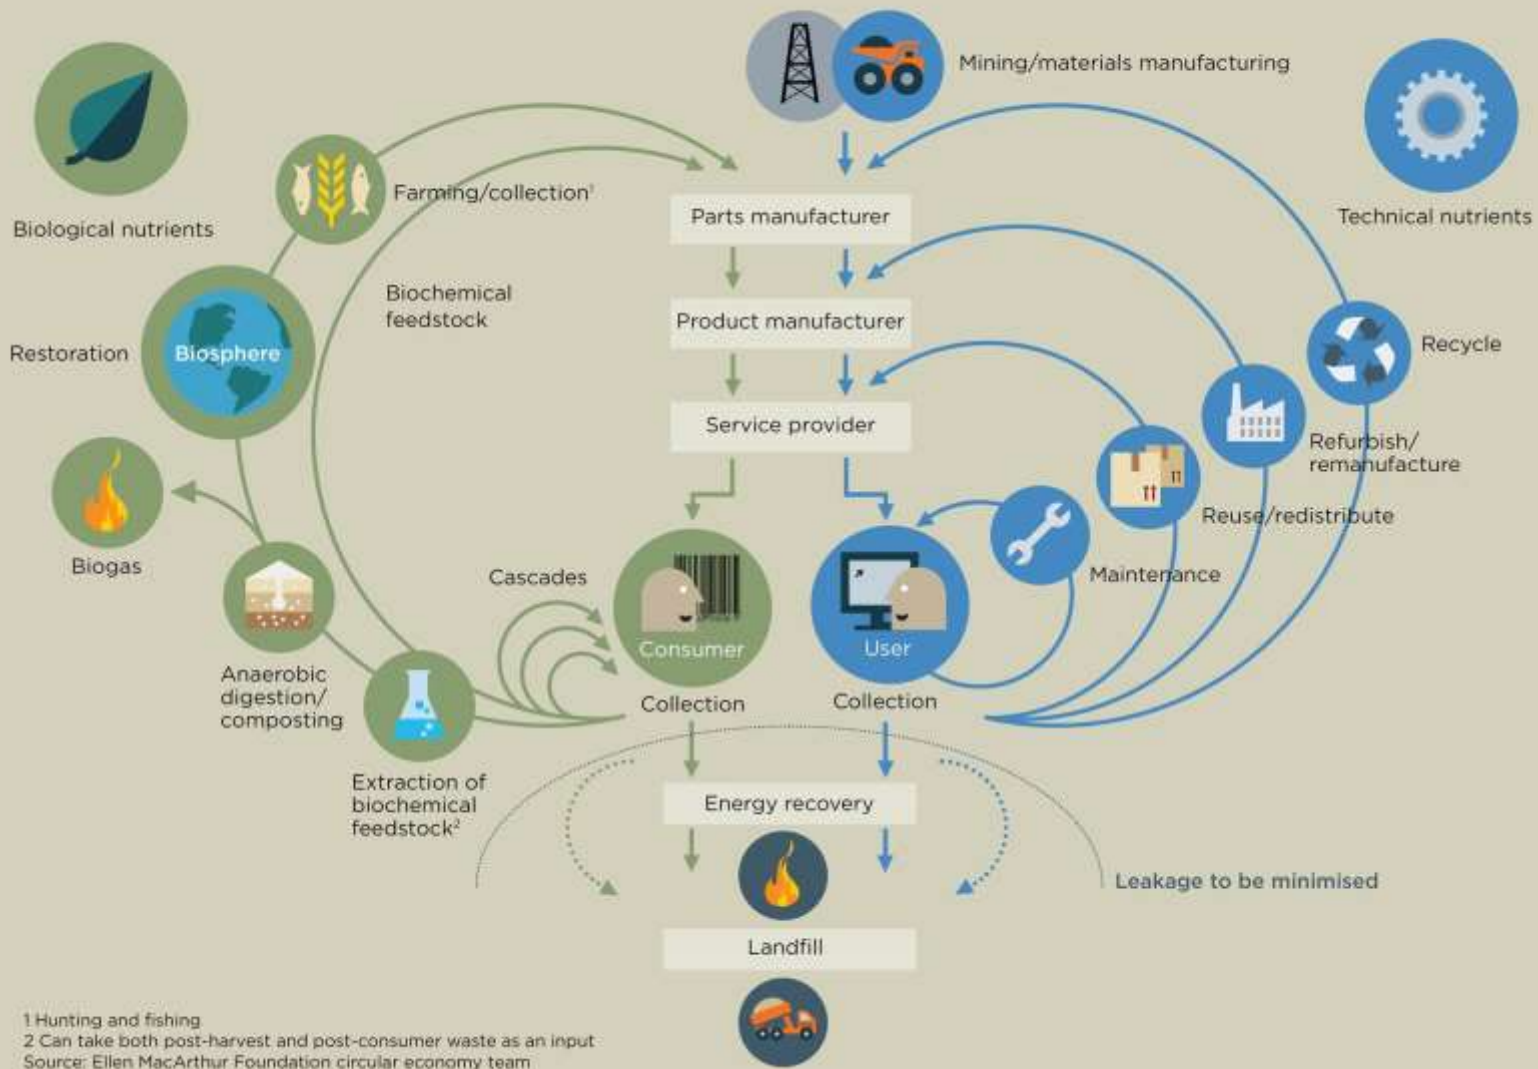 Mining/materials manufacturing
Biological nutrients
Farming/collection¹
Parts manufacturer
Technical nutrients
Biochemical
feedstock
Product manufacturer
Restoration
Biosphere
Recycle
Service provider
Refurbish/
remanufacture
Reuse/redistribute
Biogas
Cascades
Maintenance
Consumer
User
Anaerobic
digestion/
composting
Collection
Collection
Extraction of
biochemical
feedstock²
Energy recovery
Leakage to be minimised
Landfill
1 Hunting and fishing
2 Can take both post-harvest and post-consumer waste as an input
Source: Ellen MacArthur Foundation circular economy team